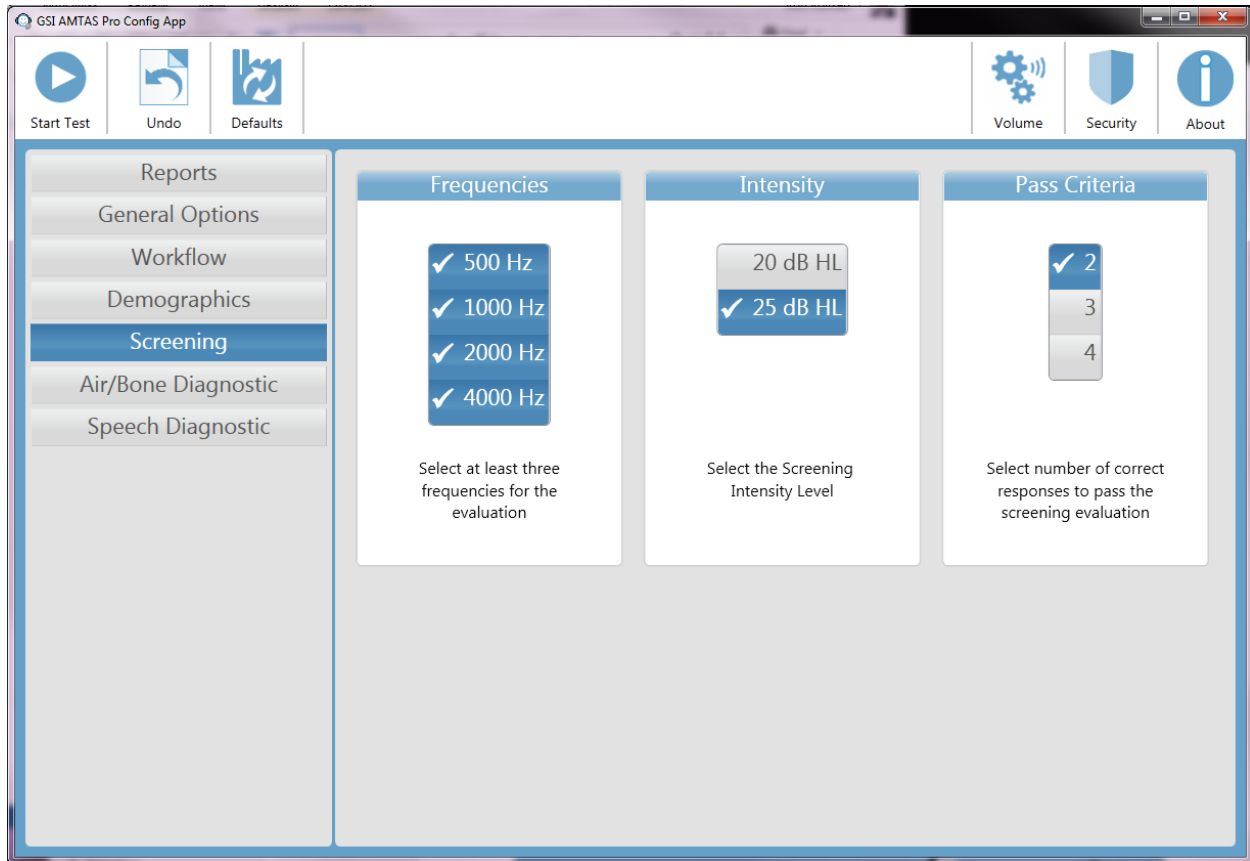 GSI AMTAS Pro Config App
Start Test
Undo
Defaults
Volume
Security
About
Reports
General Options
Workflow
Demographics
Screening
Air/Bone Diagnostic
Speech Diagnostic
Frequencies
500 Hz
1000 Hz
2000 Hz
4000 Hz
Select at least three
frequencies for the
evaluation
Intensity
20 dB HL
25 dB HL
Select the Screening
Intensity Level
Pass Criteria
2
3
4
Select number of correct
responses to pass the
screening evaluation